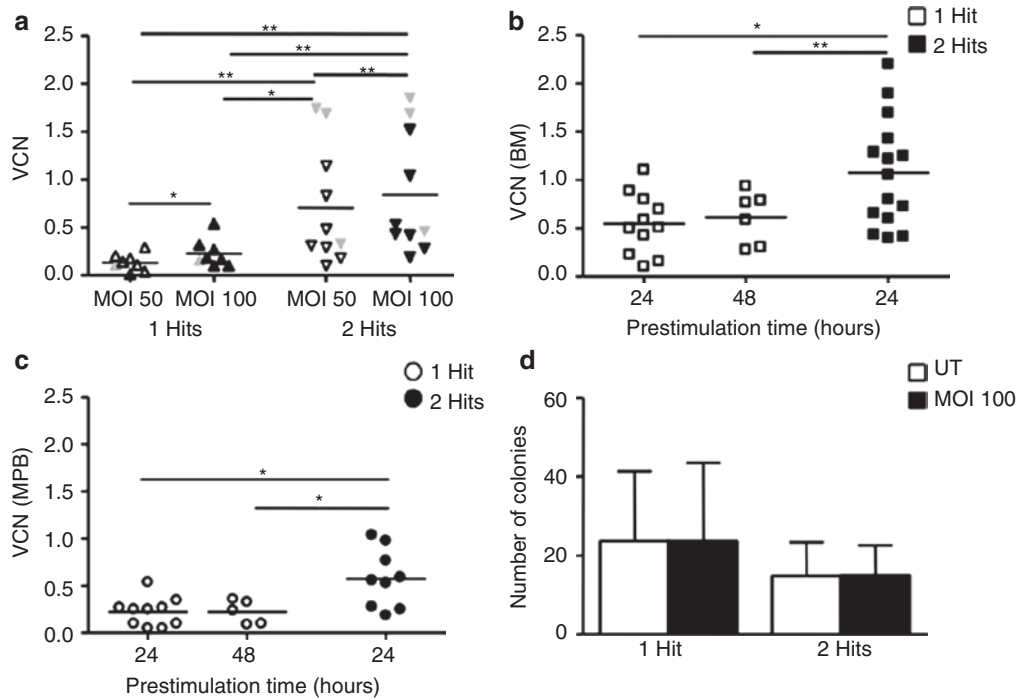 a
VCN
2.5
2.0
1.5
1.0
0.5
0.0
**
**
**
**
*
*
MOI 50 MOI 100 MOI 50 MOI 100
1 Hits 2 Hits
b
1 Hit
2 Hits
VCN (BM)
2.5
2.0
1.5
1.0
0.5
0.0
*
**
24 48 24
Prestimulation time (hours)
c
1 Hit
2 Hits
VCN (MPB)
2.5
2.0
1.5
1.0
0.5
0.0
*
*
24 48 24
Prestimulation time (hours)
d
UT
MOI 100
Number of colonies
60
40
20
0
1 Hit 2 Hits